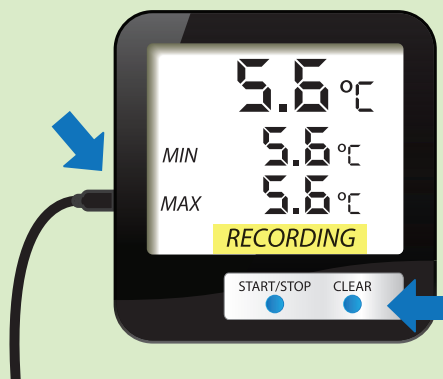 5.6 °C
MIN 5.6 °C
MAX 5.6 °C
RECORDING
START/STOP CLEAR